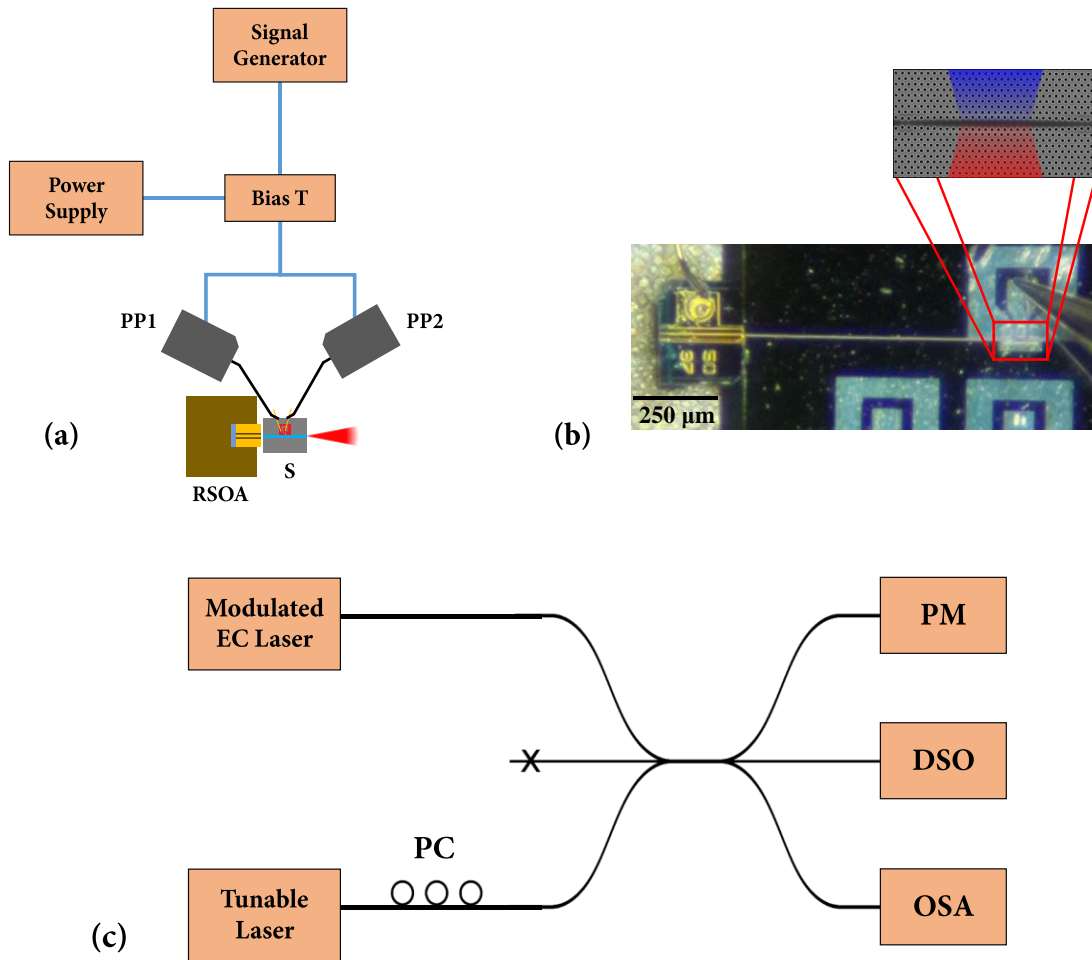 Signal
Generator
Power
Supply
Bias T
PP1
PP2
(a)
S
RSOA
250 μm
(b)
Modulated
EC Laser
PM
X
DSO
PC
Tunable
Laser
OSA
(c)